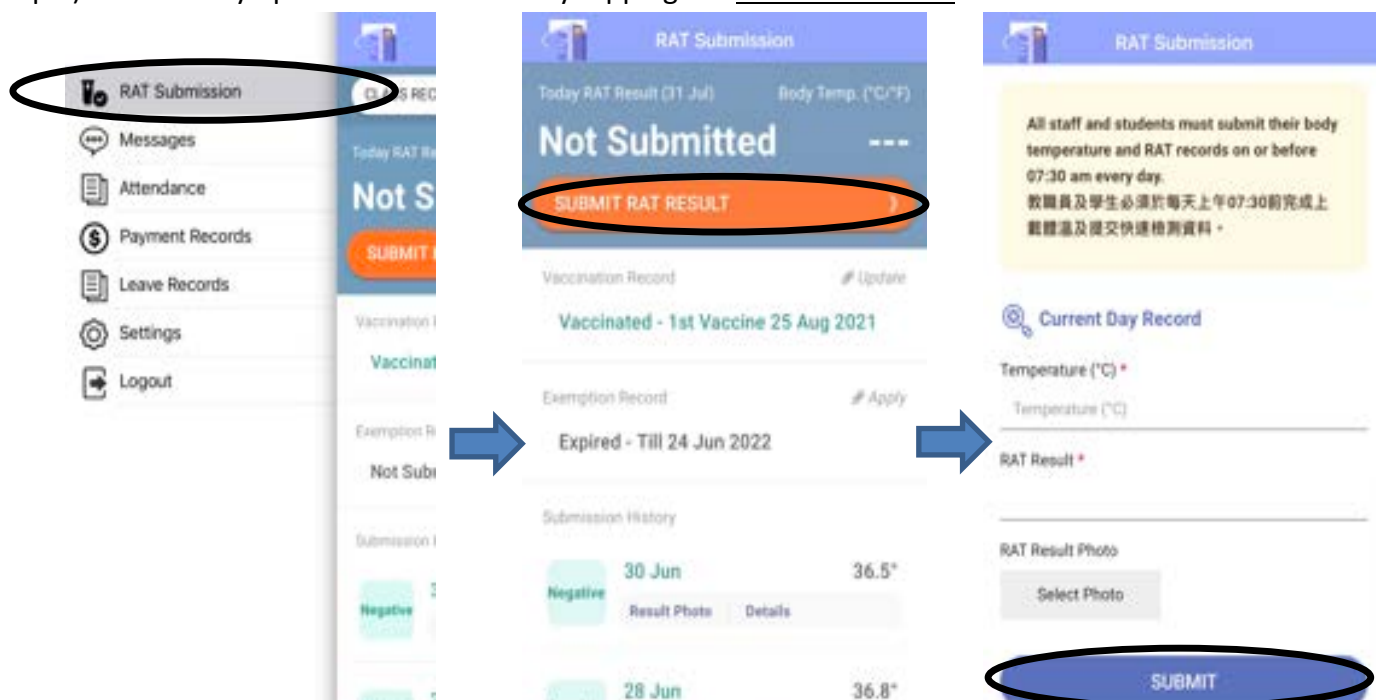 RAT Submission
Messages
Attendance
Payment Records
Leave Records
Settings
Logout
Not S
SUBMIT
Vaccinat
Not Sub
Negative
RAT Submission
Today RAT Result (31 Jul) Body Temp. (°C/°F)
Not Submitted ---
SUBMIT RAT RESULT
Vaccination Record Update
Vaccinated - 1st Vaccine 25 Aug 2021
Exemption Record Apply
Expired - Till 24 Jun 2022
Submission History
30 Jun 36.5°
Negative
Result Photo Details
28 Jun 36.8°
RAT Submission
All staff and students must submit their body
temperature and RAT records on or before
07:30 am every day.
教職員及學生必須於每天上午07:30前完成上
載體溫及提交快速檢測資料。
Current Day Record
Temperature (°C) *
Temperature (°C)
RAT Result *
RAT Result Photo
Select Photo
SUBMIT